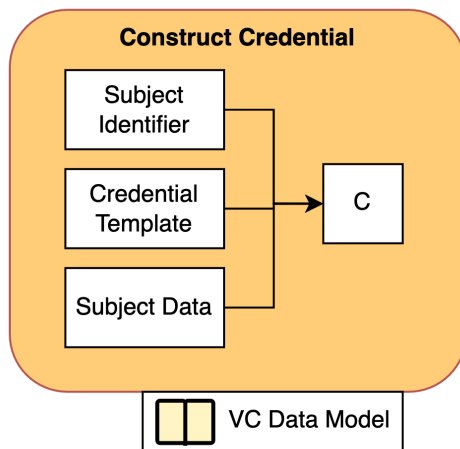 Construct Credential
Subject
Identifier
Credential
Template
Subject Data
C
VC Data Model